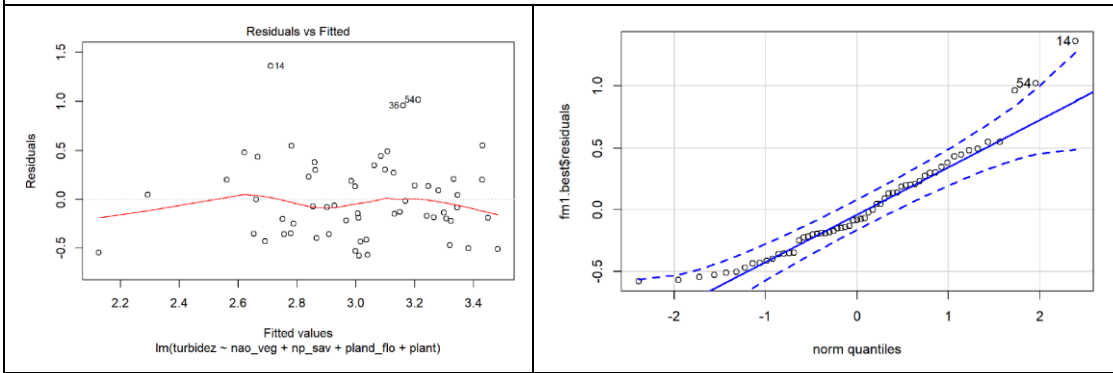 Residuals vs Fitted
Residuals
1.5
1.0
0.5
0.0
-0.5
14
36
54
2.2 2.4 2.6 2.8 3.0 3.2 3.4
Fitted values
lm(turbidez ~ nao_veg + np_sav + pland_flo + plant)
fm1.best$residuals
1.0
0.5
0.0
-0.5
14
54
-2 -1 0 1 2
norm quantiles